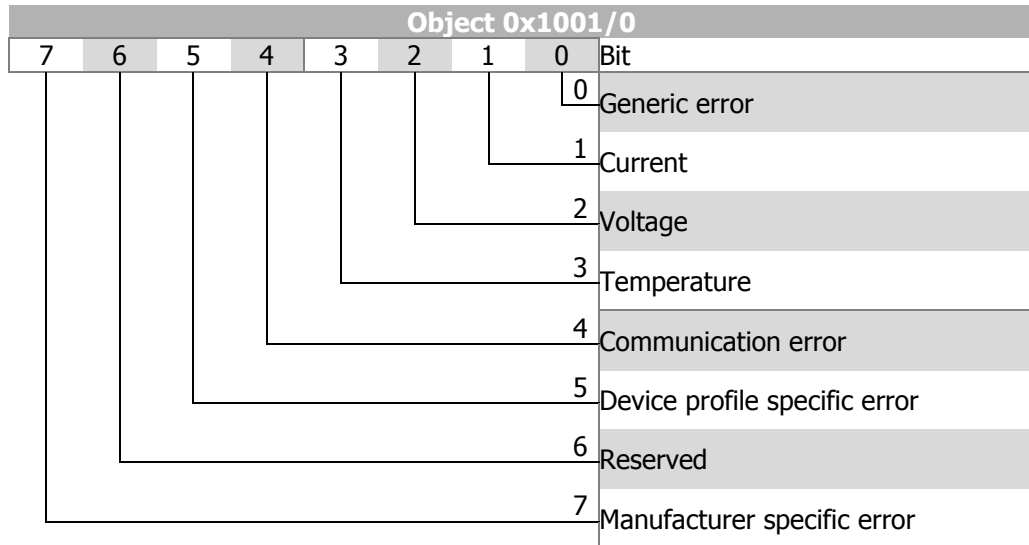 Object 0x1001/0
7 6 5 4 3 2 1 0 Bit
0 Generic error
1 Current
2 Voltage
3 Temperature
4 Communication error
5 Device profile specific error
6 Reserved
7 Manufacturer specific error